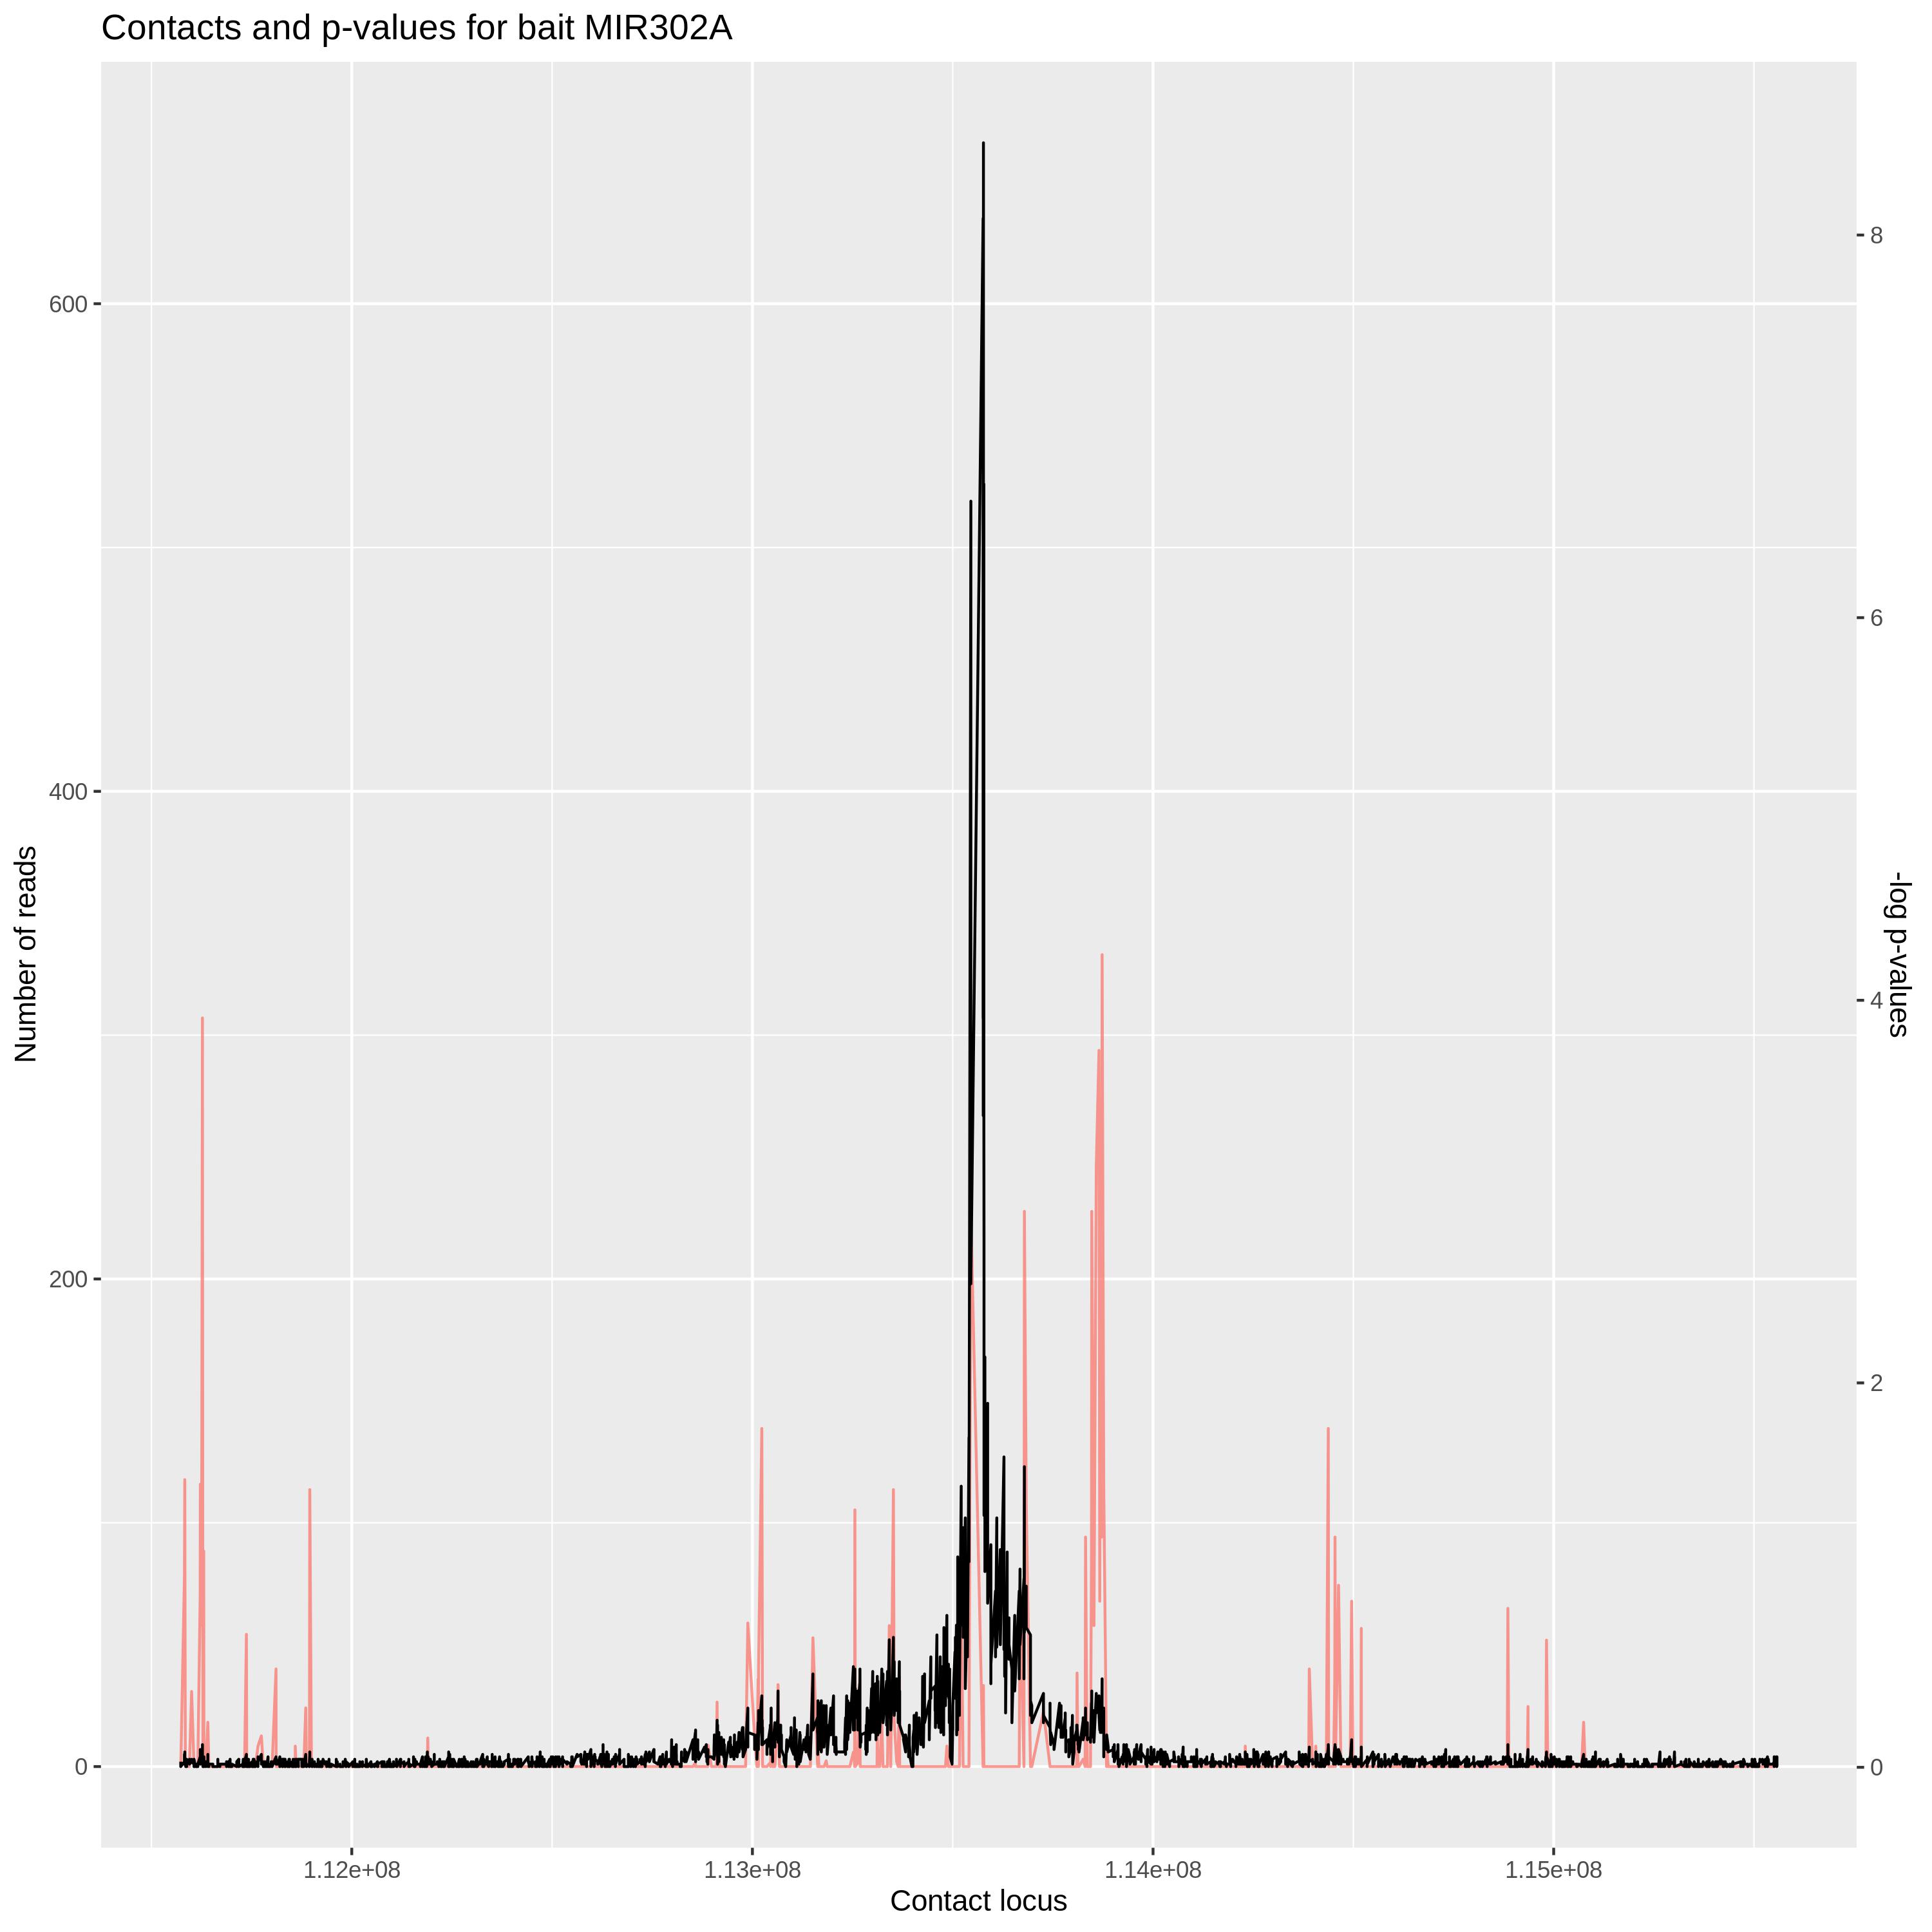 Contacts and p-values for bait MIR302A
8
600
6
400
Number of reads
-log p-values
4
200
2
0
0
1.12e+08 1.13e+08 1.14e+08 1.15e+08
Contact locus